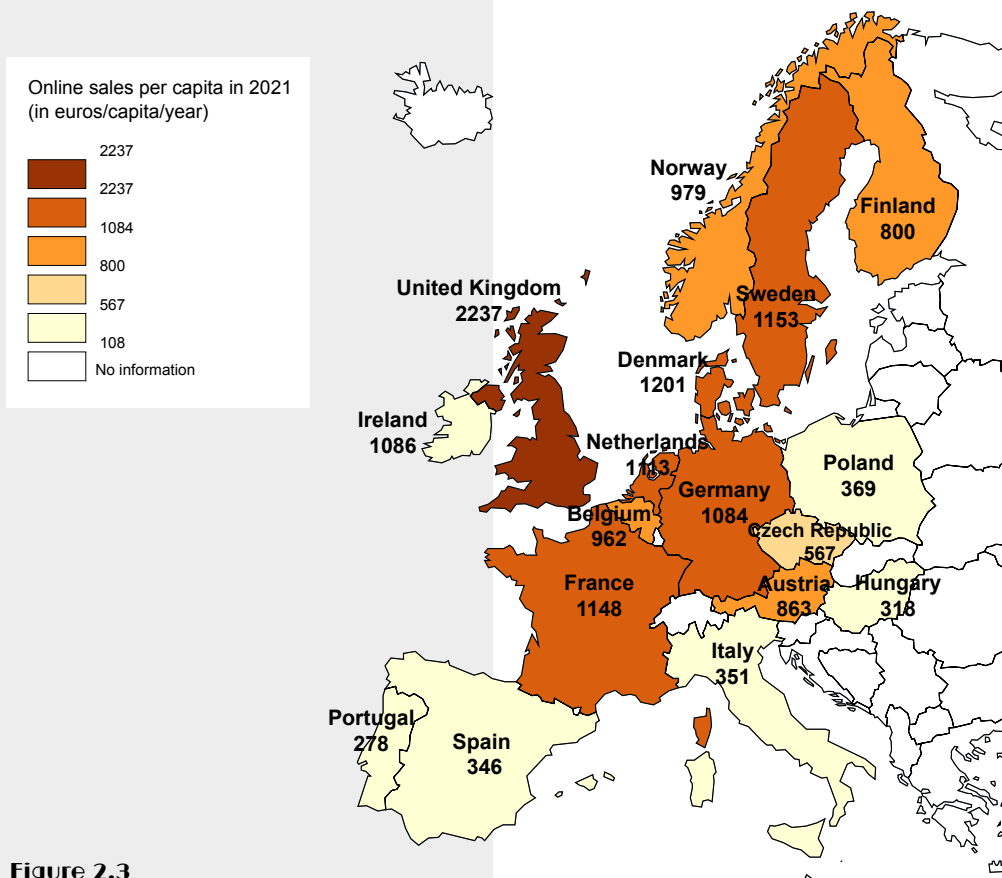 Online sales per capita in 2021
(in euros/capita/year)
2237
2237
1084
800
567
108
No information
Norway
979
Finland
800
United Kingdom
2237
Sweden
1153
Denmark
1201
Ireland
1086
Netherlands
1113
Poland
369
Germany
1084
Belgium
962
Czech Republic
567
France
1148
Austria
863
Hungary
318
Italy
351
Portugal
278
Spain
346
Figure 2.3